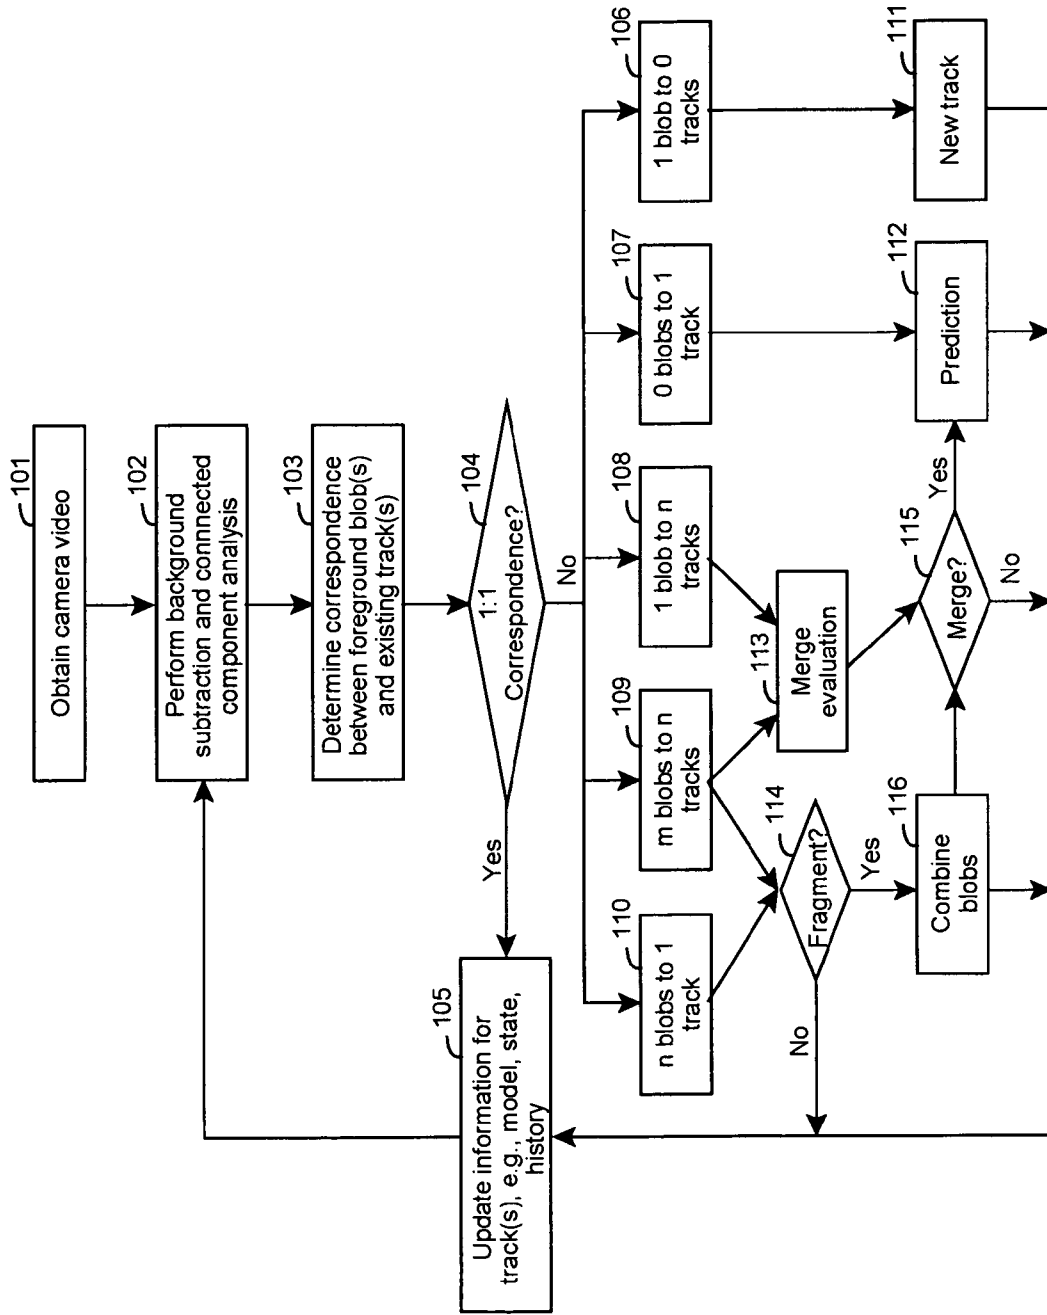 101
Obtain camera video
102
Perform background
subtraction and connnected
component analysis
103
Determine correspondence
between foreground blob(s)
and existing track(s)
104
1:1
Correspondence?
Yes
No
105
Update information for
track(s), e.g., model, state,
history
110
n blobs to 1
track
109
m blobs to n
tracks
108
1 blob to n
tracks
107
0 blobs to 1
track
106
1 blob to 0
tracks
114
Fragment?
No
Yes
113
Merge
evaluation
116
Combine
blobs
115
Merge?
Yes
No
112
Prediction
111
New track